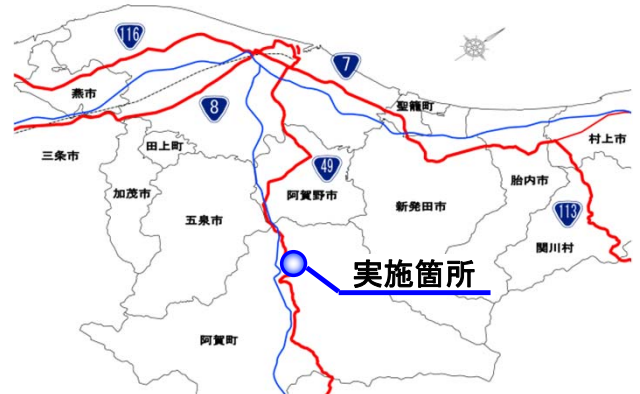 116
7
聖籠町
燕市
8
村上市
三条市
田上町
49
胎内市
加茂市
阿賀野市
新発田市
113
五泉市
関川村
実施箇所
阿賀町